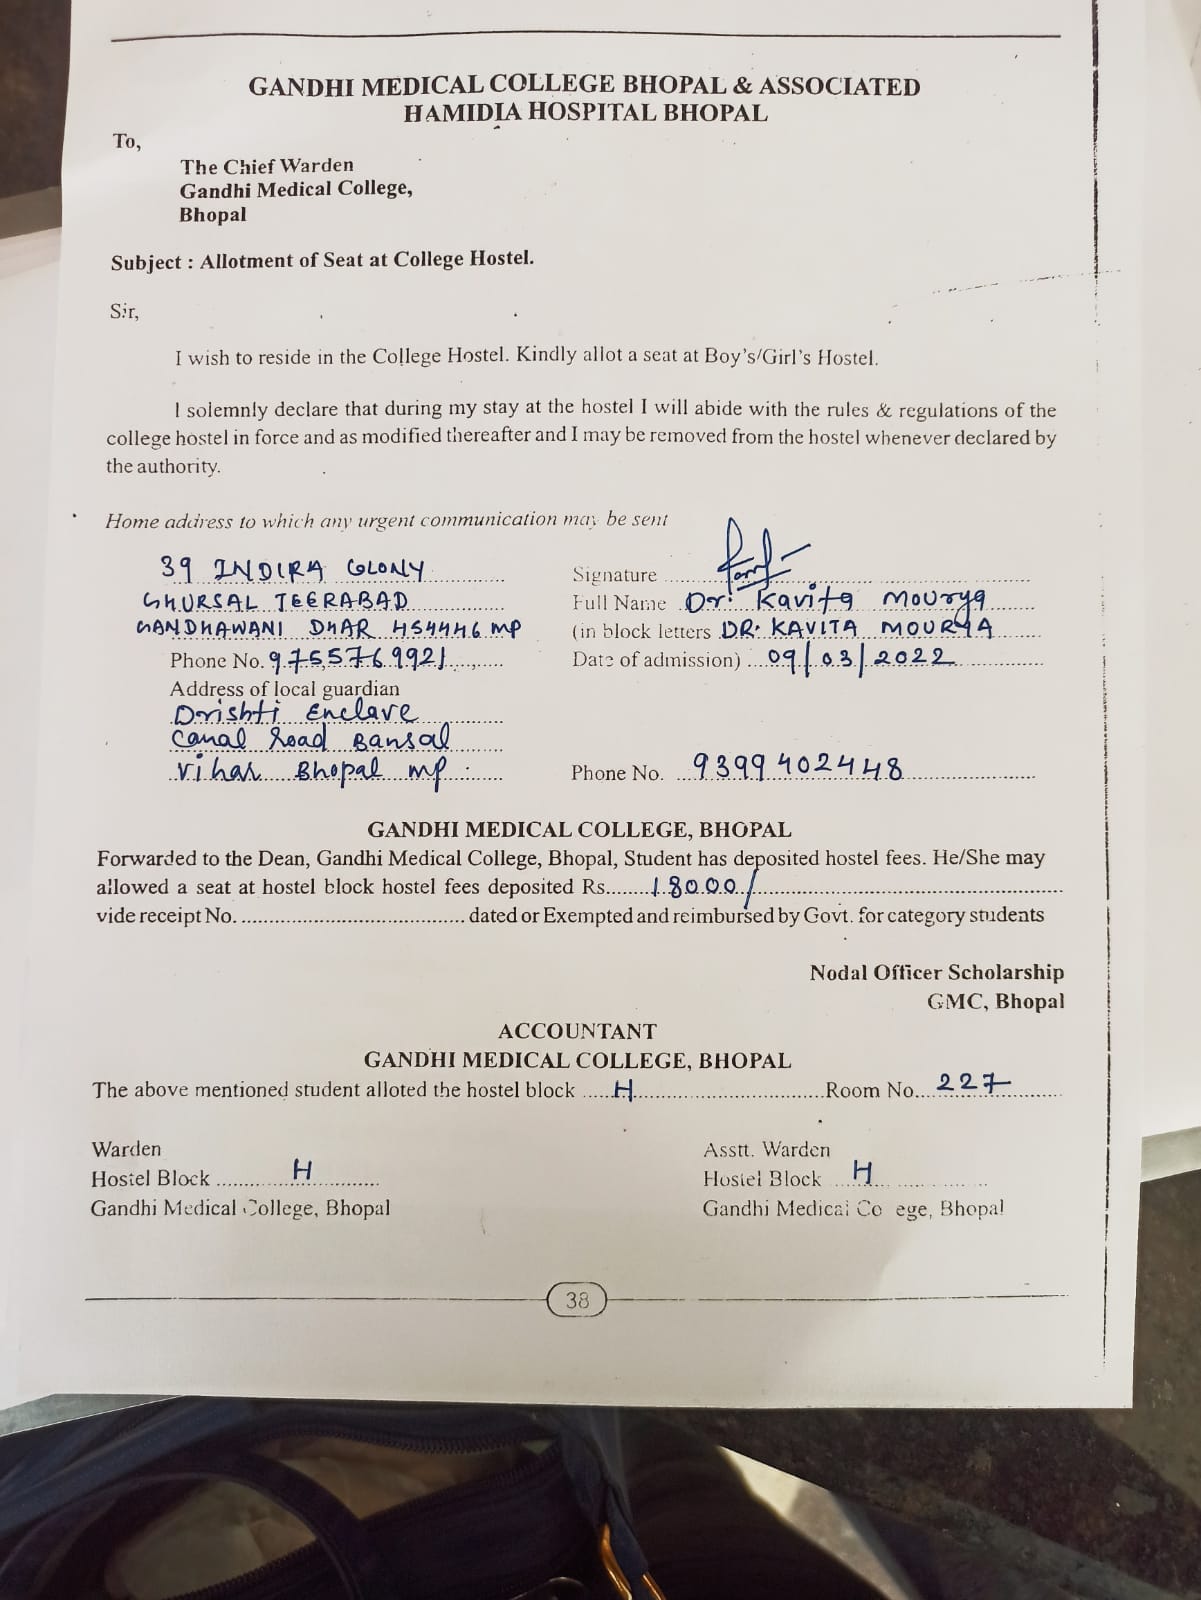 GANDHI MEDICAL COLLEGE BHOPAL & ASSOCIATED
HAMIDIA HOSPITAL BHOPAL
To,
The Chief Warden
Gandhi Medical College,
Bhopal
Subject : Allotment of Seat at College Hostel.
Sir,
I wish to reside in the College Hostel. Kindly allot a seat at Boy's/Girl's Hostel.
I solemnly declare that during my stay at the hostel I will abide with the rules & regulations of the
college hostel in force and as modified thereafter and I may be removed from the hostel whenever declared by
the authority.
Home address to which any urgent communication may be sent
39 INDIRA COLONY
GHURSAL JEERABAD
GANDHAWANI DHAR 454446 MP
Phone No. 9755769921
Address of local guardian
Drishti Enclave
Canal Road Bansal
Vihar Bhopal mp.
Signature
Full Name Dr. Kavita Mourya
(in block letters DR. KAVITA MOURYA
Date of admission) 09/03/2022
Phone No. 9399402448
GANDHI MEDICAL COLLEGE, BHOPAL
Forwarded to the Dean, Gandhi Medical College, Bhopal, Student has deposited hostel fees. He/She may
allowed a seat at hostel block hostel fees deposited Rs. 18000/
vide receipt No. dated or Exempted and reimbursed by Govt. for category students
Nodal Officer Scholarship
GMC, Bhopal
ACCOUNTANT
GANDHI MEDICAL COLLEGE, BHOPAL
The above mentioned student alloted the hostel block H Room No. 227
Warden
Hostel Block H
Gandhi Medical College, Bhopal
Asstt. Warden
Hostel Block H
Gandhi Medical Co ege, Bhopal
38